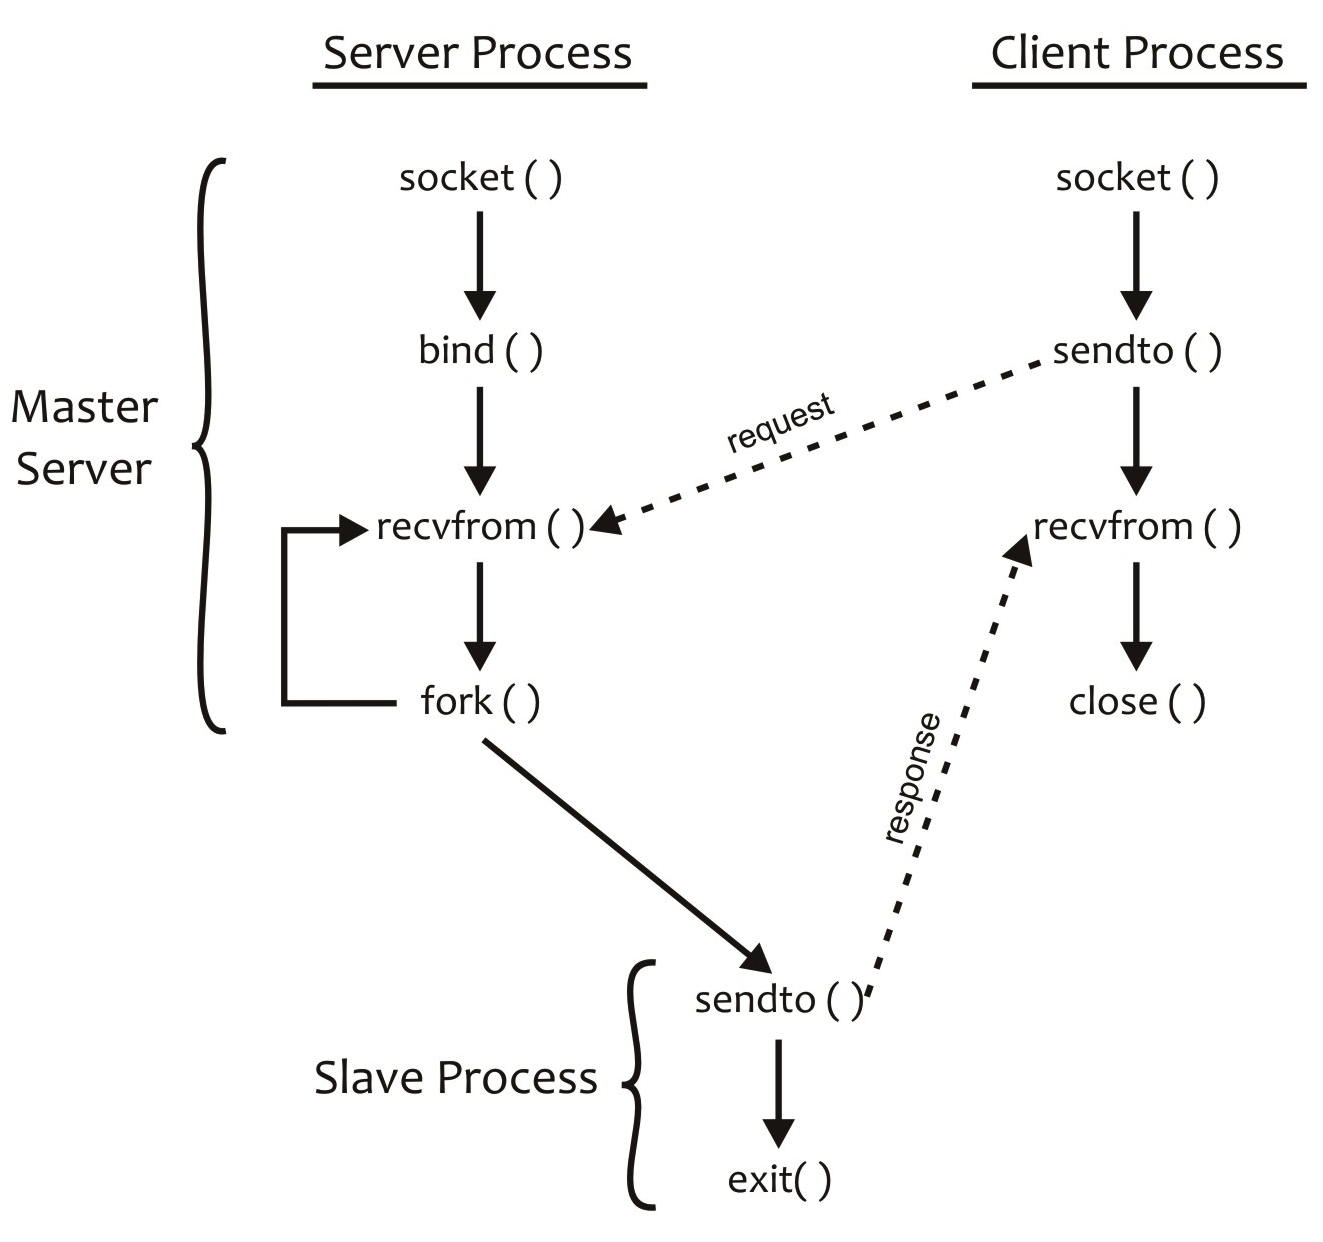 Server Process
Client Process
socket ( )
socket ( )
bind ( )
sendto ( )
Master
Server
request
recvfrom ( )
recvfrom ( )
fork ( )
close ( )
response
sendto ( )
Slave Process
exit( )